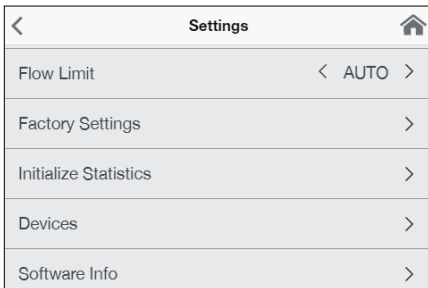 Settings
Flow Limit < AUTO >
Factory Settings >
Initialize Statistics >
Devices >
Software Info >